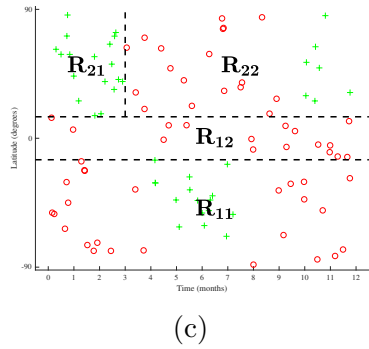 90
R₂₁
R₂₂
Latitude (degrees)
0
R₁₂
R₁₁
-90
0 1 2 3 4 5 6 7 8 9 10 11 12
Time (months)
(c)